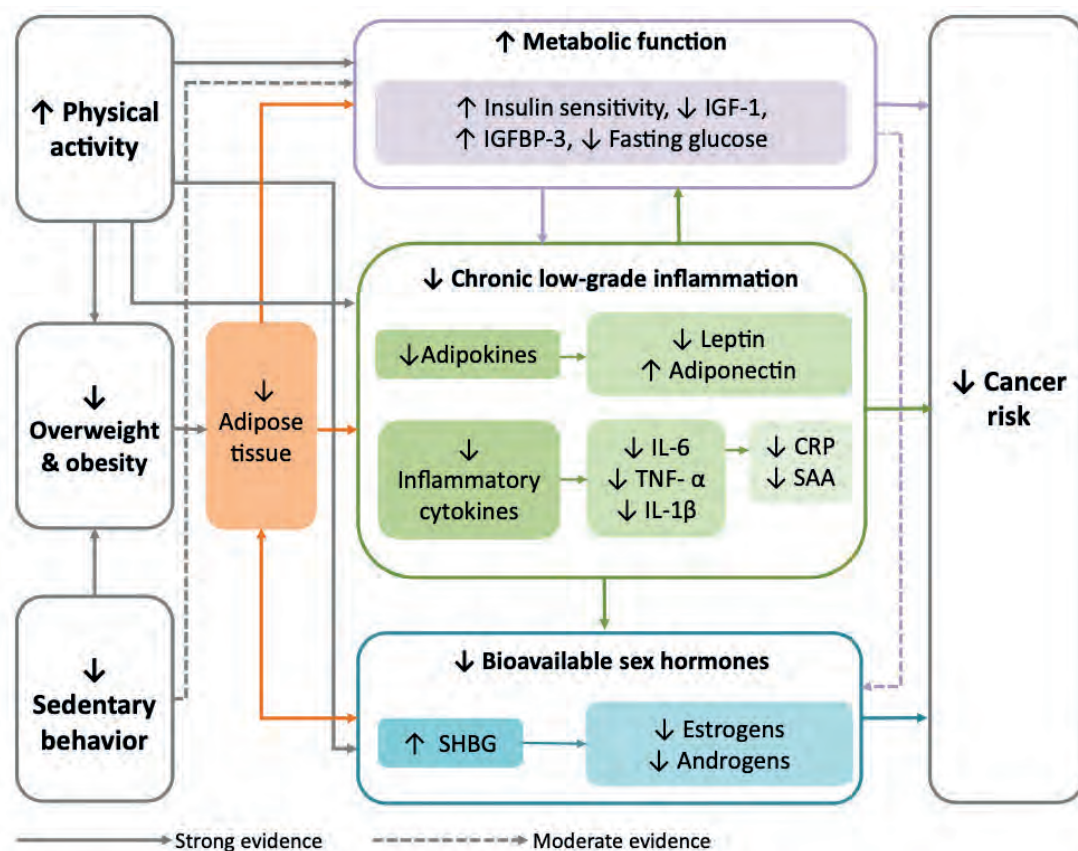 ↑ Physical
activity
↓
Overweight
& obesity
↓
Sedentary
behavior
↓
Adipose
tissue
↑ Metabolic function
↑ Insulin sensitivity, ↓ IGF-1,
↑ IGFBP-3, ↓ Fasting glucose
↓ Chronic low-grade inflammation
↓ Adipokines
↓ Leptin
↑ Adiponectin
↓
Inflammatory
cytokines
↓ IL-6
↓ TNF- α
↓ IL-1β
↓ CRP
↓ SAA
↓ Bioavailable sex hormones
↑ SHBG
↓ Estrogens
↓ Androgens
↓ Cancer
risk
Strong evidence
Moderate evidence